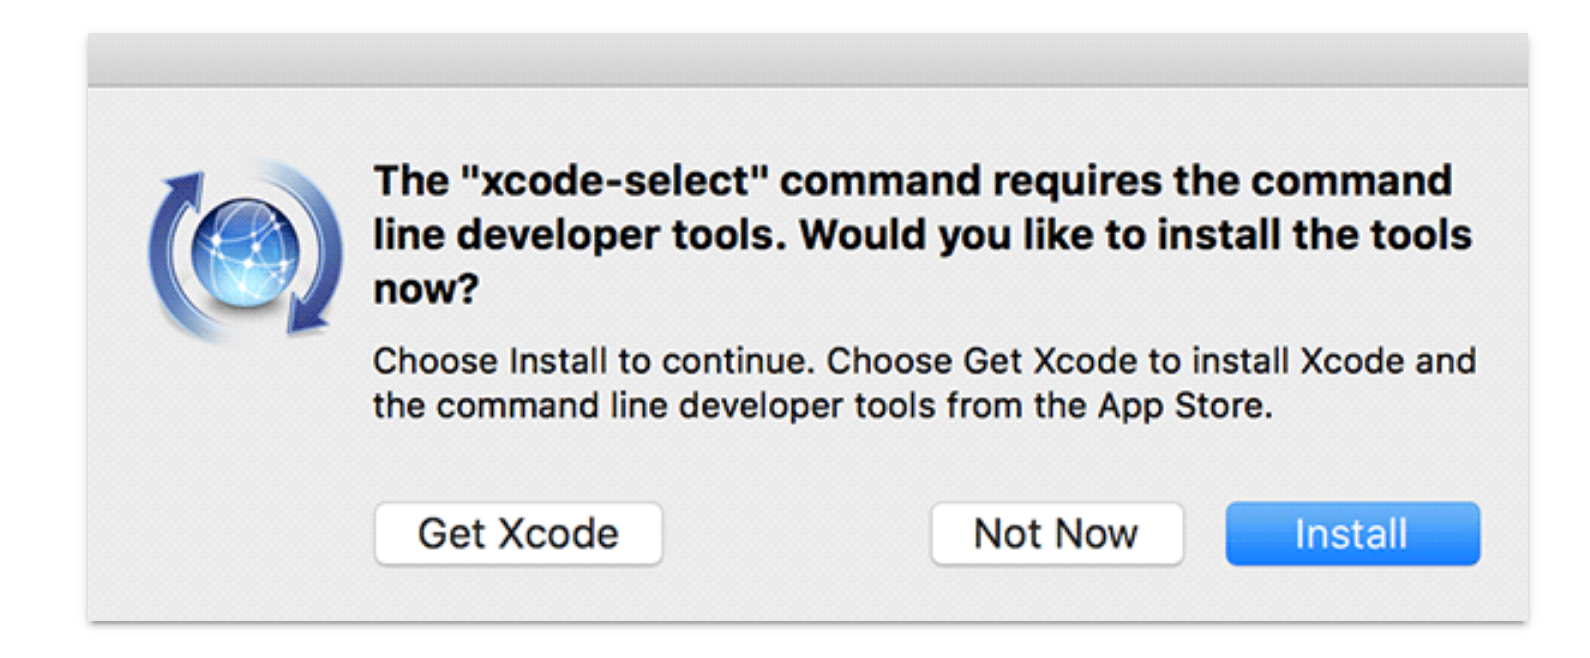 The "xcode-select" command requires the command
line developer tools. Would you like to install the tools
now?
Choose Install to continue. Choose Get Xcode to install Xcode and
the command line developer tools from the App Store.
Get Xcode
Not Now
Install